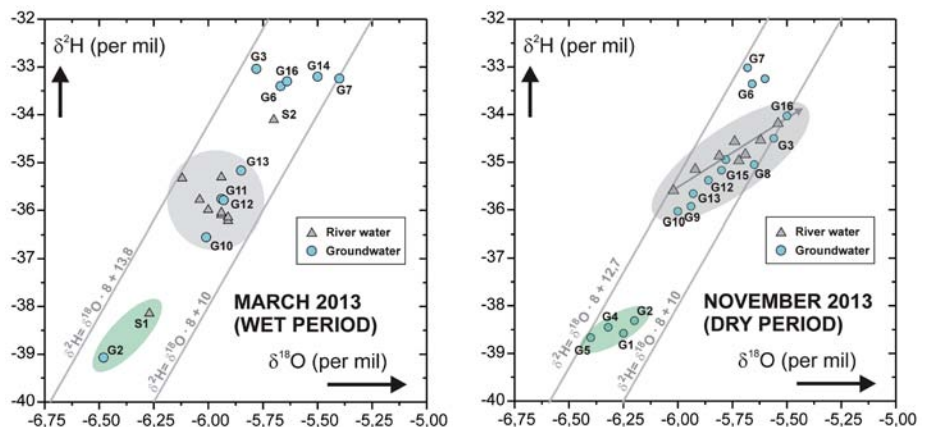 -32
-33
-34
-35
-36
-37
-38
-39
-40
δ²H (per mil)
G3
G16
G14
G6
G7
S2
G13
G11
G12
G10
S1
G2
River water
Groundwater
δ²H= δ¹⁸O · 8 + 13,8
δ²H= δ¹⁸O · 8 + 10
MARCH 2013
(WET PERIOD)
δ¹⁸O (per mil)
-6,75 -6,50 -6,25 -6,00 -5,75 -5,50 -5,25 -5,00
-32
-33
-34
-35
-36
-37
-38
-39
-40
δ²H (per mil)
G7
G6
G16
G3
G8
G15
G12
G13
G10 G9
G4 G2
G5 G1
River water
Groundwater
δ²H= δ¹⁸O · 8 + 12,7
δ²H= δ¹⁸O · 8 + 10
NOVEMBER 2013
(DRY PERIOD)
δ¹⁸O (per mil)
-6,75 -6,50 -6,25 -6,00 -5,75 -5,50 -5,25 -5,00